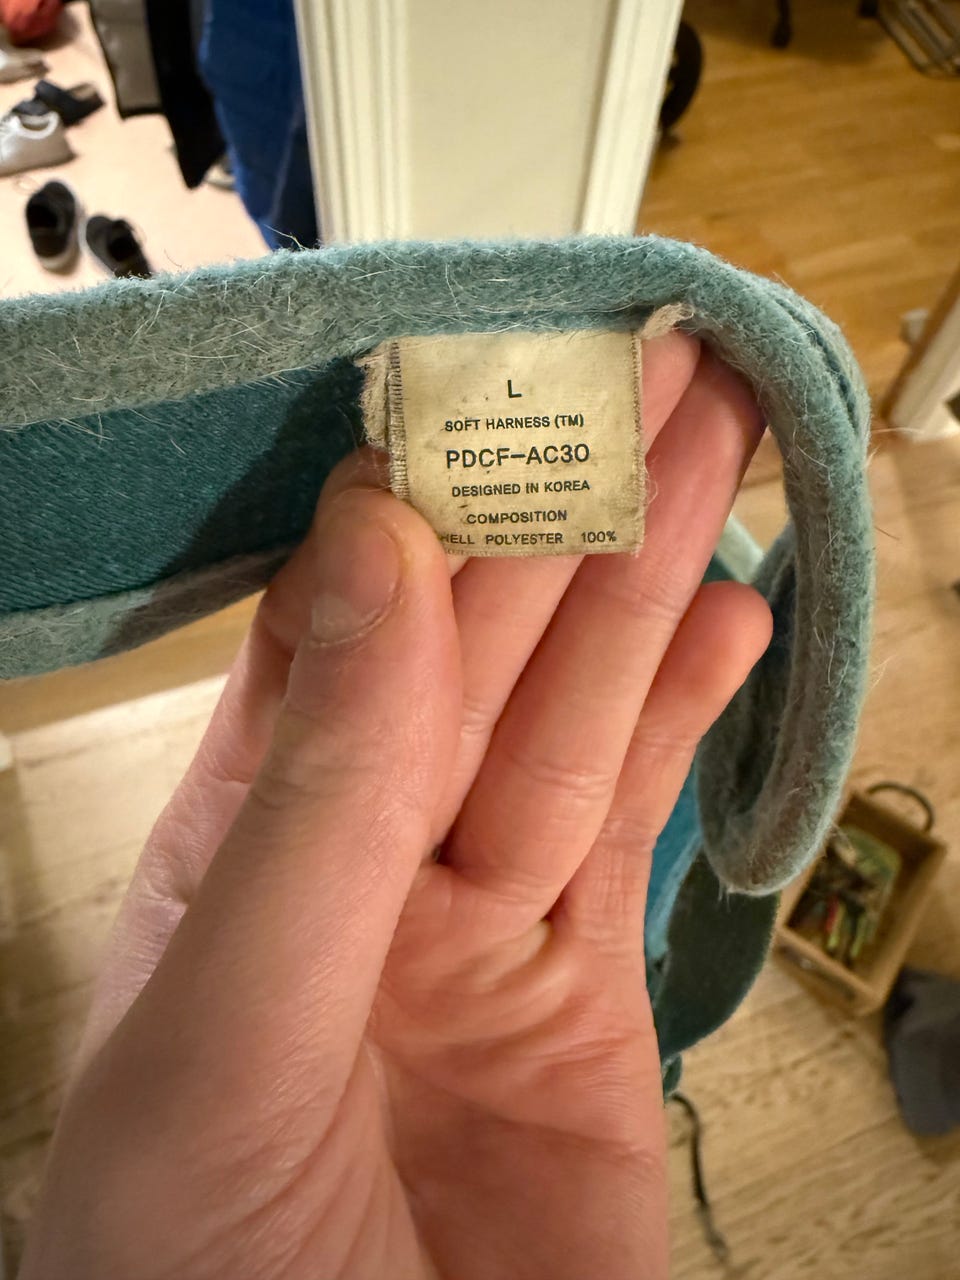 L
SOFT HARNESS (TM)
PDCF-AC30
DESIGNED IN KOREA
COMPOSITION
HELL POLYESTER 100%